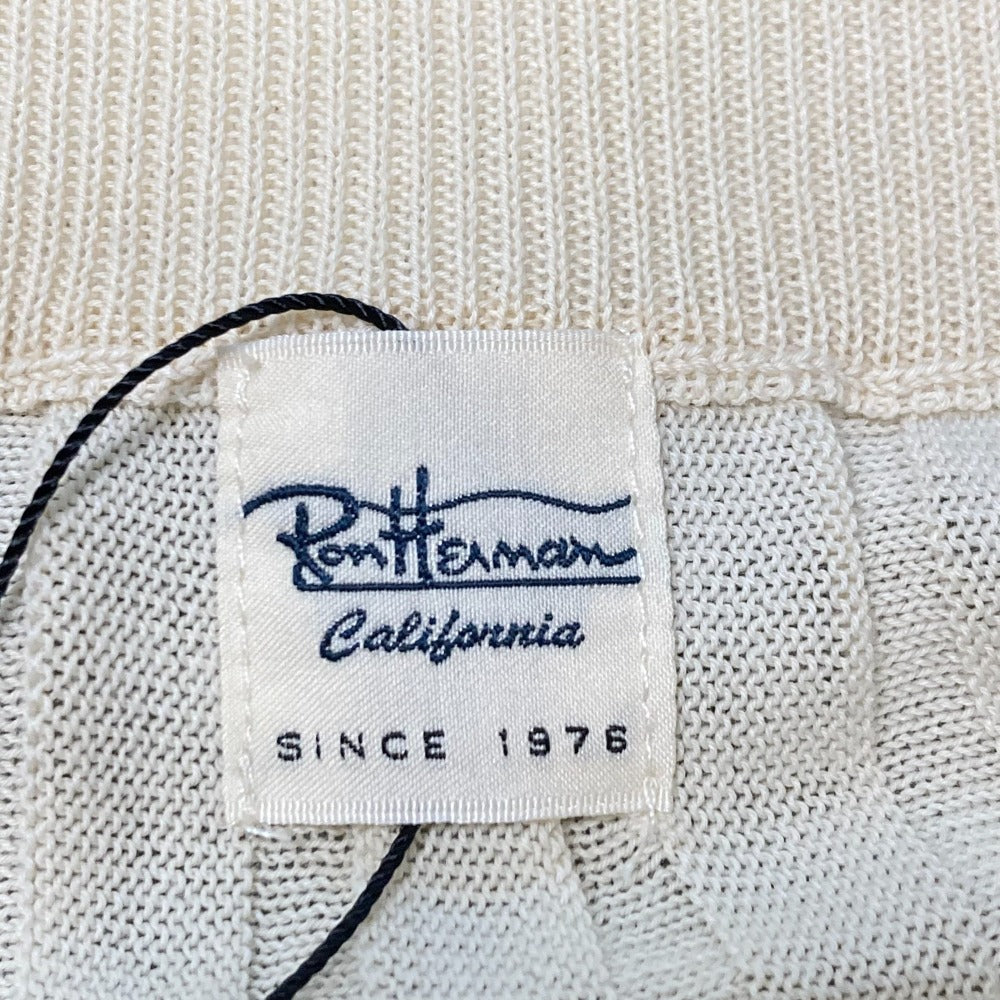 Ron Herman
California
SINCE 1976